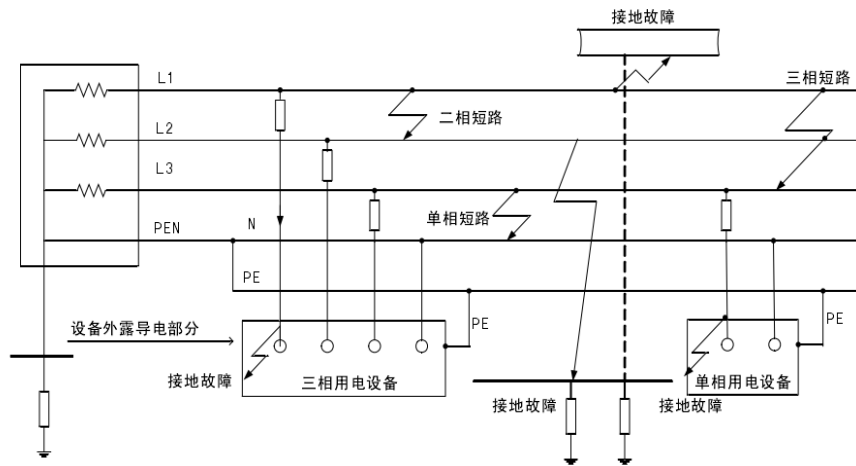 接地故障
L1
三相短路
二相短路
L2
L3
单相短路
PEN
N
PE
设备外露导电部分
PE
PE
接地故障
三相用电设备
单相用电设备
接地故障
接地故障